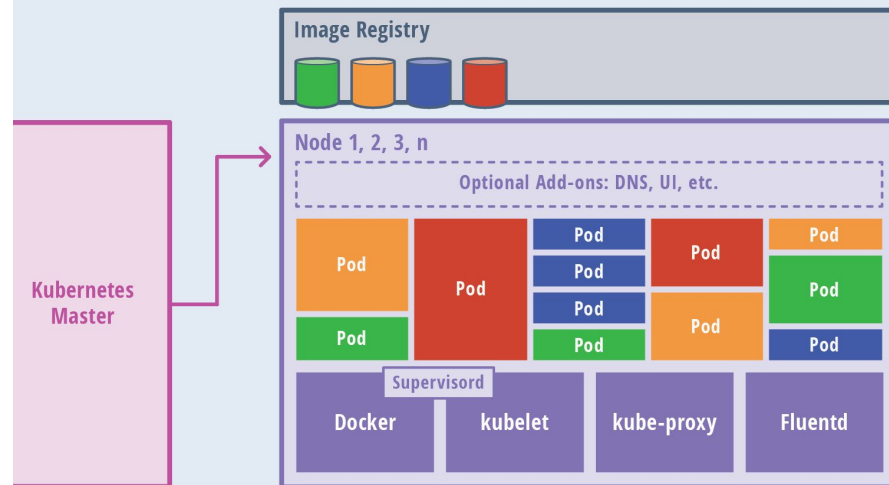 Image Registry
Node 1, 2, 3, n
Optional Add-ons: DNS, UI, etc.
Kubernetes
Master
Pod
Pod
Pod
Pod
Pod
Pod
Pod
Pod
Pod
Pod
Pod
Pod
Supervisord
Docker
kubelet
kube-proxy
Fluentd